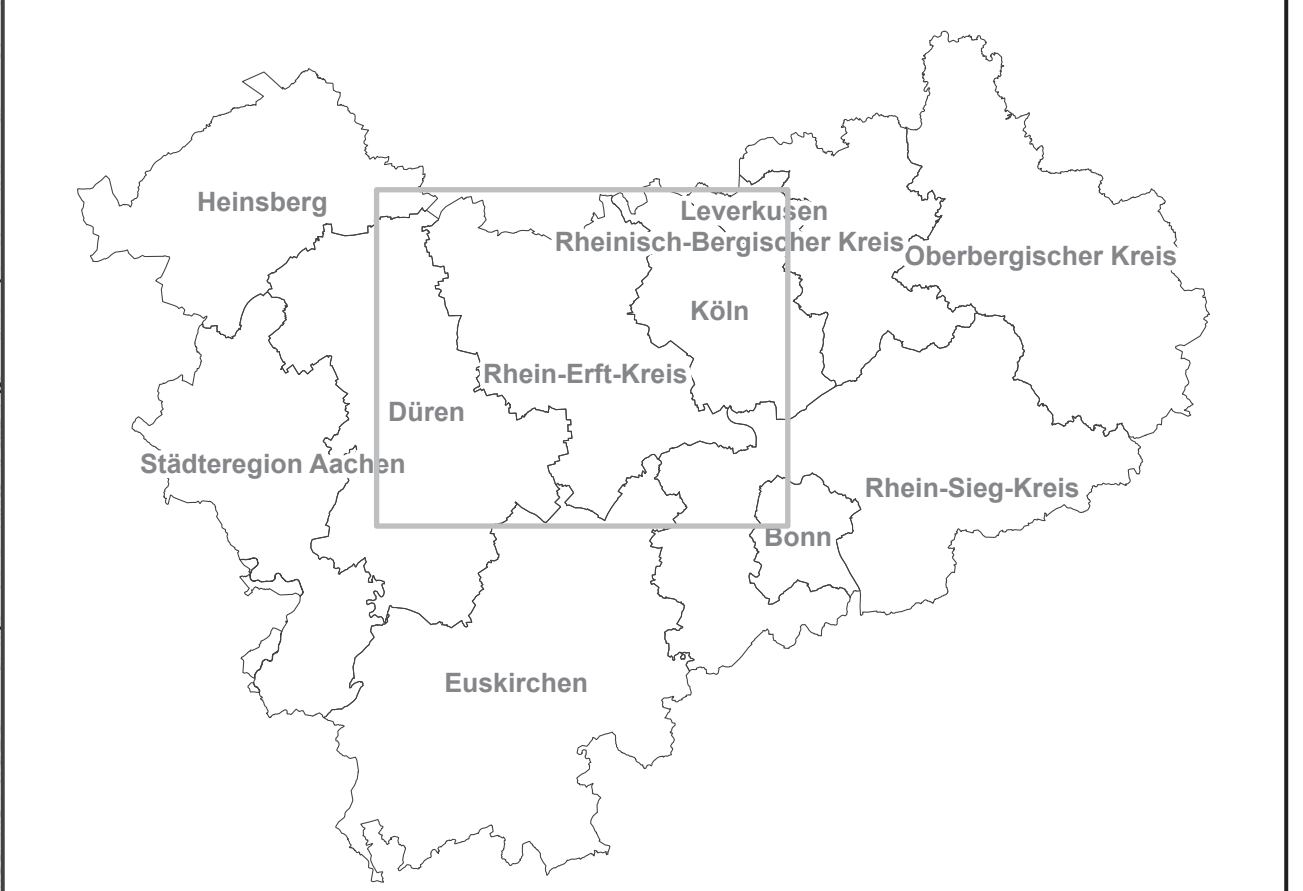 Heinsberg
Leverkusen
Rheinisch-Bergischer Kreis
Oberbergischer Kreis
Köln
Rhein-Erft-Kreis
Düren
Städteregion Aachen
Rhein-Sieg-Kreis
Bonn
Euskirchen